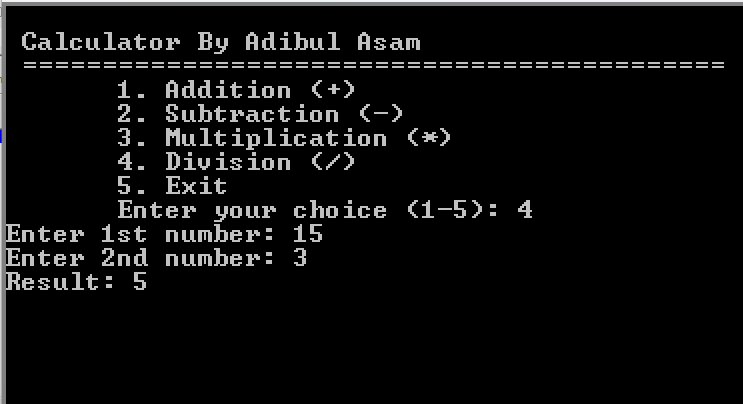 Calculator By Adibul Asam
============================================
1. Addition (+)
2. Subtraction (-)
3. Multiplication (*)
4. Division (/)
5. Exit
Enter your choice (1-5): 4
Enter 1st number: 15
Enter 2nd number: 3
Result: 5